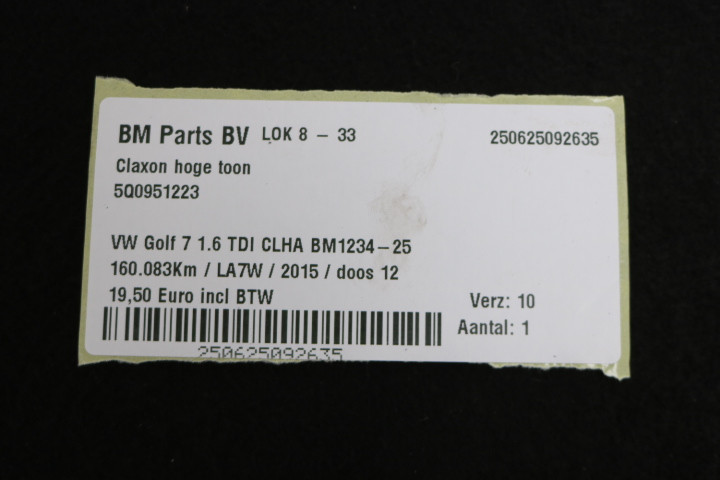 BM Parts BV LOK 8 - 33 250625092635
Claxon hoge toon
5Q0951223
VW Golf 7 1.6 TDI CLHA BM1234-25
160.083Km / LA7W / 2015 / doos 12
19,50 Euro incl BTW Verz: 10
Aantal: 1
250625092635